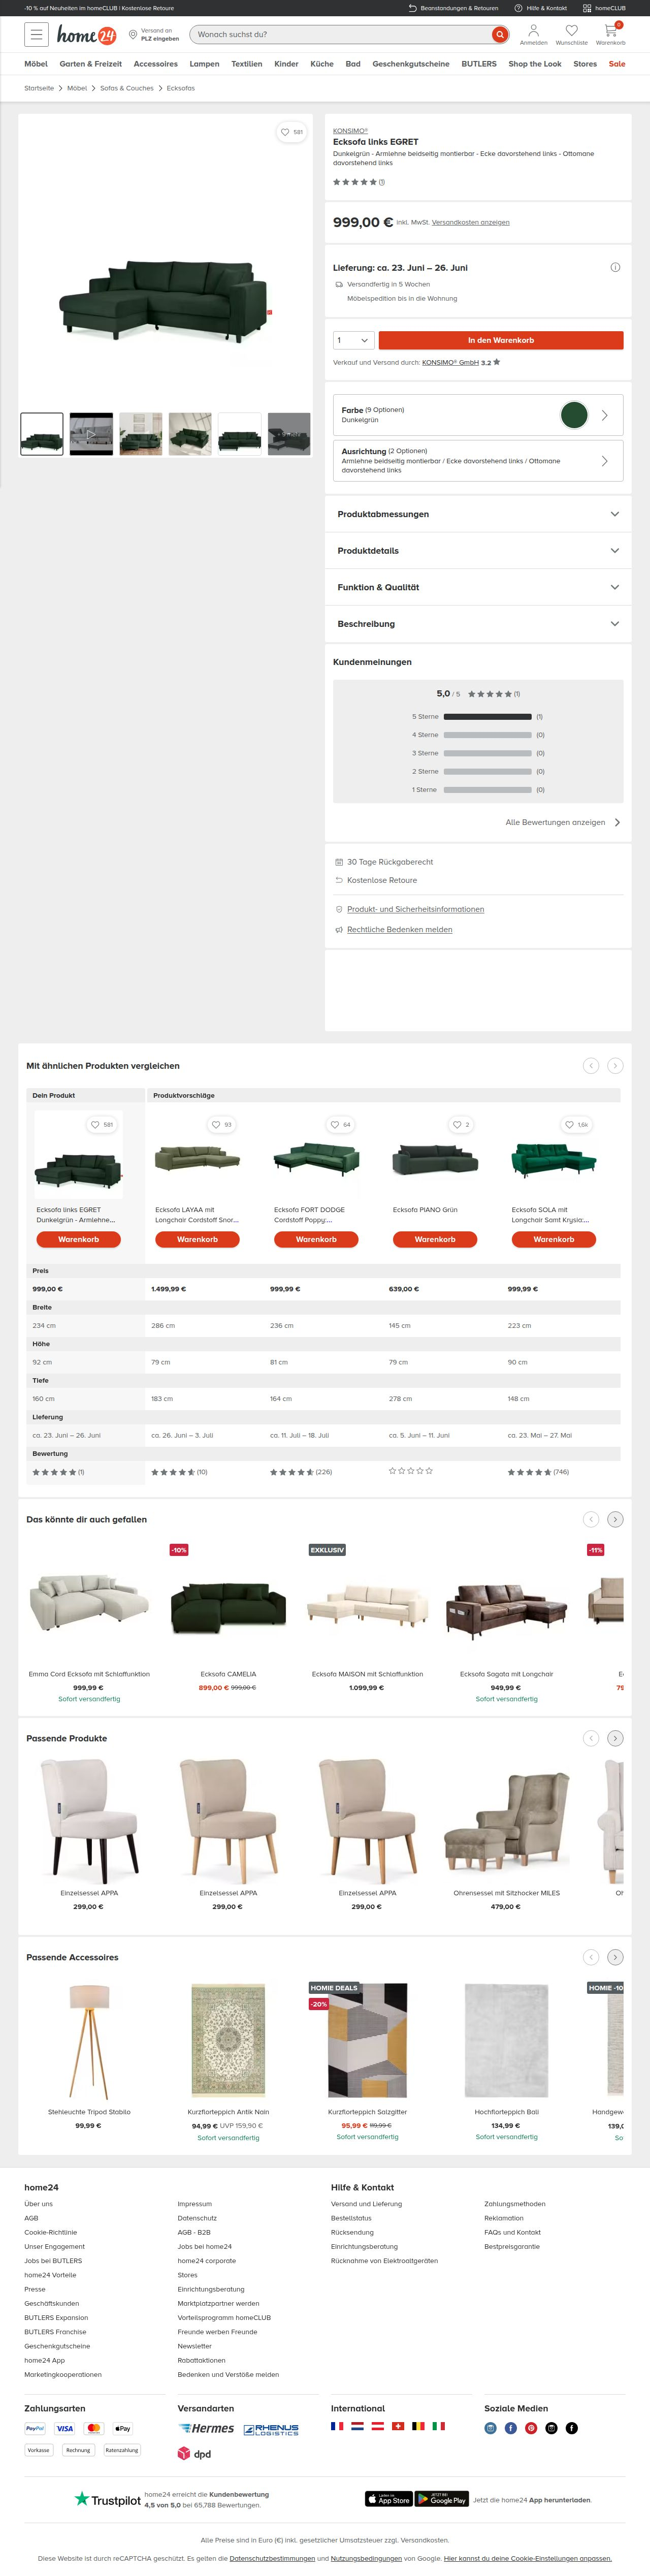 -10 % auf Neuheiten im homeCLUB | Kostenlose Retoure
Beanstandungen & Retouren
Hilfe & Kontakt
homeCLUB
home24
Versand an
PLZ eingeben
Wonach suchst du?
Anmelden
Wunschliste
0
Warenkorb
Möbel
Garten & Freizeit
Accessoires
Lampen
Textilien
Kinder
Küche
Bad
Geschenkgutscheine
BUTLERS
Shop the Look
Stores
Sale
Startseite
Möbel
Sofas & Couches
Ecksofas
581
KONSIMO®
Ecksofa links EGRET
Dunkelgrün - Armlehne beidseitig montierbar - Ecke davorstehend links - Ottomane
davorstehend links
(1)
999,00 € inkl. MwSt. Versandkosten anzeigen
Lieferung: ca. 23. Juni – 26. Juni
Versandfertig in 5 Wochen
Möbelspedition bis in die Wohnung
1
In den Warenkorb
Verkauf und Versand durch: KONSIMO® GmbH 3.2
Farbe (9 Optionen)
Dunkelgrün
Ausrichtung (2 Optionen)
Armlehne beidseitig montierbar / Ecke davorstehend links / Ottomane
davorstehend links
Produktabmessungen
Produktdetails
Funktion & Qualität
Beschreibung
Kundenmeinungen
5,0 / 5 (1)
5 Sterne (1)
4 Sterne (0)
3 Sterne (0)
2 Sterne (0)
1 Sterne (0)
Alle Bewertungen anzeigen
30 Tage Rückgaberecht
Kostenlose Retoure
Produkt- und Sicherheitsinformationen
Rechtliche Bedenken melden
Mit ähnlichen Produkten vergleichen
Dein Produkt
Produktvorschläge
581
93
64
2
1,6k
Ecksofa links EGRET
Dunkelgrün - Armlehne...
Ecksofa LAYAA mit
Longchair Cordstoff Snor...
Ecksofa FORT DODGE
Cordstoff Poppy:...
Ecksofa PIANO Grün
Ecksofa SOLA mit
Longchair Samt Krysia:...
Warenkorb
Warenkorb
Warenkorb
Warenkorb
Warenkorb
Preis
999,00 €
1.499,99 €
999,99 €
639,00 €
999,99 €
Breite
234 cm
286 cm
236 cm
145 cm
223 cm
Höhe
92 cm
79 cm
81 cm
79 cm
90 cm
Tiefe
160 cm
183 cm
164 cm
278 cm
148 cm
Lieferung
ca. 23. Juni – 26. Juni
ca. 26. Juni – 3. Juli
ca. 11. Juli – 18. Juli
ca. 5. Juni – 11. Juni
ca. 23. Mai – 27. Mai
Bewertung
(1)
(10)
(226)
(746)
Das könnte dir auch gefallen
-10%
EXKLUSIV
-11%
Emma Cord Ecksofa mit Schlaffunktion
999,99 €
Sofort versandfertig
Ecksofa CAMELIA
899,00 € 999,00 €
Ecksofa MAISON mit Schlaffunktion
1.099,99 €
Ecksofa Sagata mit Longchair
949,99 €
Sofort versandfertig
Passende Produkte
Einzelsessel APPA
299,00 €
Einzelsessel APPA
299,00 €
Einzelsessel APPA
299,00 €
Ohrensessel mit Sitzhocker MILES
479,00 €
Passende Accessoires
HOMIE DEALS
-20%
HOMIE -10
Stehleuchte Tripod Stabilo
99,99 €
Kurzflorteppich Antik Nain
94,99 € UVP 159,90 €
Sofort versandfertig
Kurzflorteppich Salzgitter
95,99 € 119,99 €
Sofort versandfertig
Hochflorteppich Bali
134,99 €
Sofort versandfertig
Handgew
139,
So
home24
Über uns
AGB
Cookie-Richtlinie
Unser Engagement
Jobs bei BUTLERS
home24 Vorteile
Presse
Geschäftskunden
BUTLERS Expansion
BUTLERS Franchise
Geschenkgutscheine
home24 App
Marketingkooperationen
Impressum
Datenschutz
AGB - B2B
Jobs bei home24
home24 corporate
Stores
Einrichtungsberatung
Marktplatzpartner werden
Vorteilsprogramm homeCLUB
Freunde werben Freunde
Newsletter
Rabattaktionen
Bedenken und Verstöße melden
Hilfe & Kontakt
Versand und Lieferung
Bestellstatus
Rücksendung
Einrichtungsberatung
Rücknahme von Elektroaltgeräten
Zahlungsmethoden
Reklamation
FAQs und Kontakt
Bestpreisgarantie
Zahlungsarten
PayPal
VISA
mastercard
Pay
Vorkasse
Rechnung
Ratenzahlung
Versandarten
Hermes
RHENUS
LOGISTICS
dpd
International
Soziale Medien
Trustpilot
home24 erreicht die Kundenbewertung
4,5 von 5,0 bei 65,788 Bewertungen.
Laden im
App Store
JETZT BEI
Google Play
Jetzt die home24 App herunterladen.
Alle Preise sind in Euro (€) inkl. gesetzlicher Umsatzsteuer zzgl. Versandkosten.
Diese Website ist durch reCAPTCHA geschützt. Es gelten die Datenschutzbestimmungen und Nutzungsbedingungen von Google. Hier kannst du deine Cookie-Einstellungen anpassen.